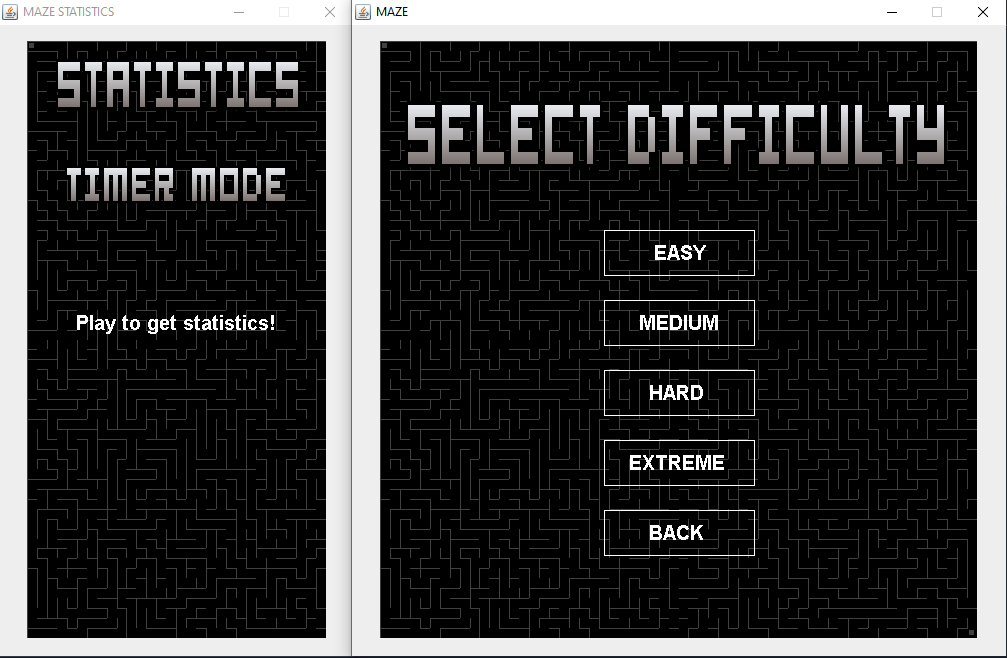 MAZE STATISTICS
STATISTICS
TIMER MODE
Play to get statistics!
MAZE
SELECT DIFFICULTY
EASY
MEDIUM
HARD
EXTREME
BACK